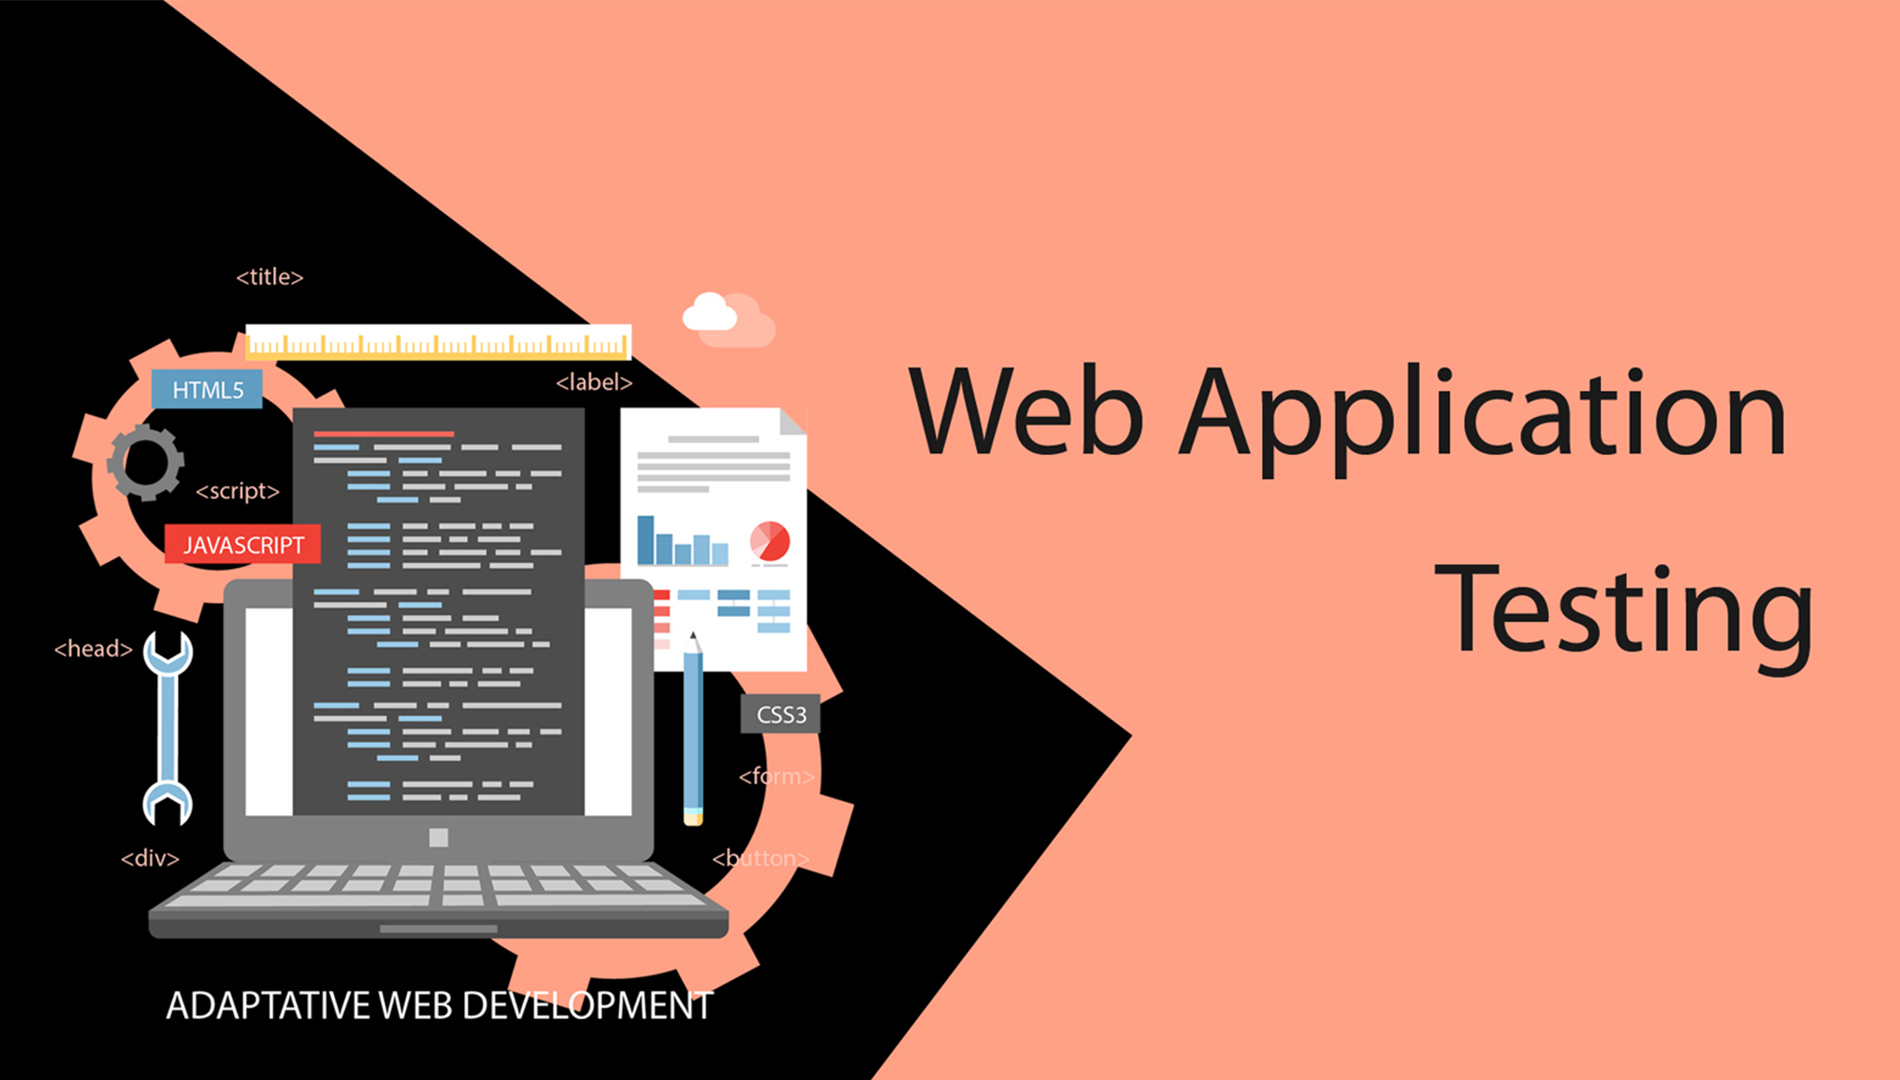 <title>
<label>
HTML5
Web Application
<script>
JAVASCRIPT
Testing
<head>
CSS3
<form>
<div>
<button>
ADAPTATIVE WEB DEVELOPMENT